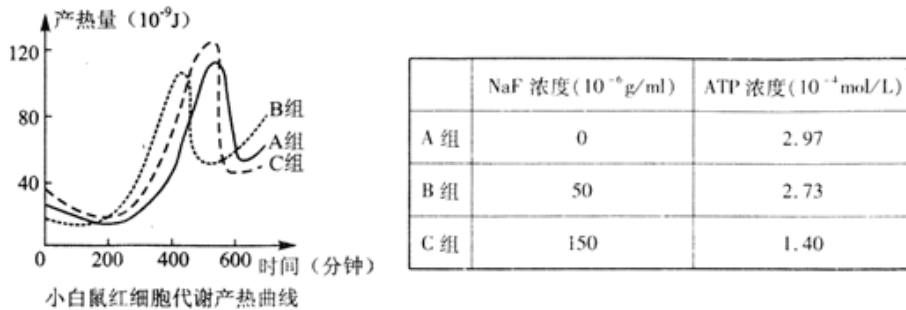 产热量（10⁻⁹J）
120
80
40
0
200
400
600
时间（分钟）
B组
A组
C组
小白鼠红细胞代谢产热曲线
NaF 浓度(10⁻⁶g/ml) ATP 浓度(10⁻⁴mol/L)
A 组 0 2.97
B 组 50 2.73
C 组 150 1.40